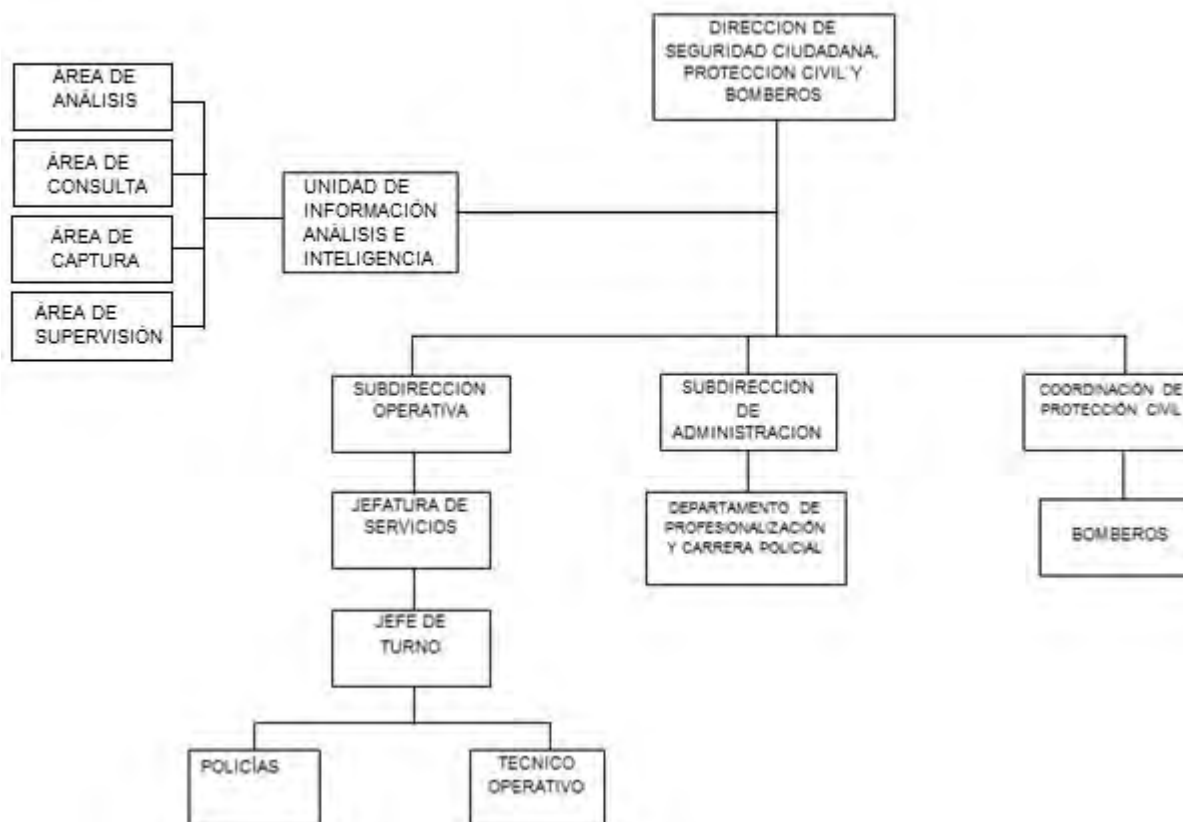 DIRECCION DE
SEGURIDAD CIUDADANA,
PROTECCION CIVIL Y
BOMBEROS
ÁREA DE
ANÁLISIS
ÁREA DE
CONSULTA
ÁREA DE
CAPTURA
ÁREA DE
SUPERVISIÓN
UNIDAD DE
INFORMACIÓN
ANÁLISIS E
INTELIGENCIA
SUBDIRECCIÓN
OPERATIVA
SUBDIRECCION
DE
ADMINISTRACION
COORDINACIÓN DE
PROTECCIÓN CIVIL
JEFATURA DE
SERVICIOS
DEPARTAMENTO DE
PROFESIONALIZACIÓN
Y CARRERA POLICIAL
BOMBEROS
JEFE DE
TURNO
POLICÍAS
TECNICO
OPERATIVO